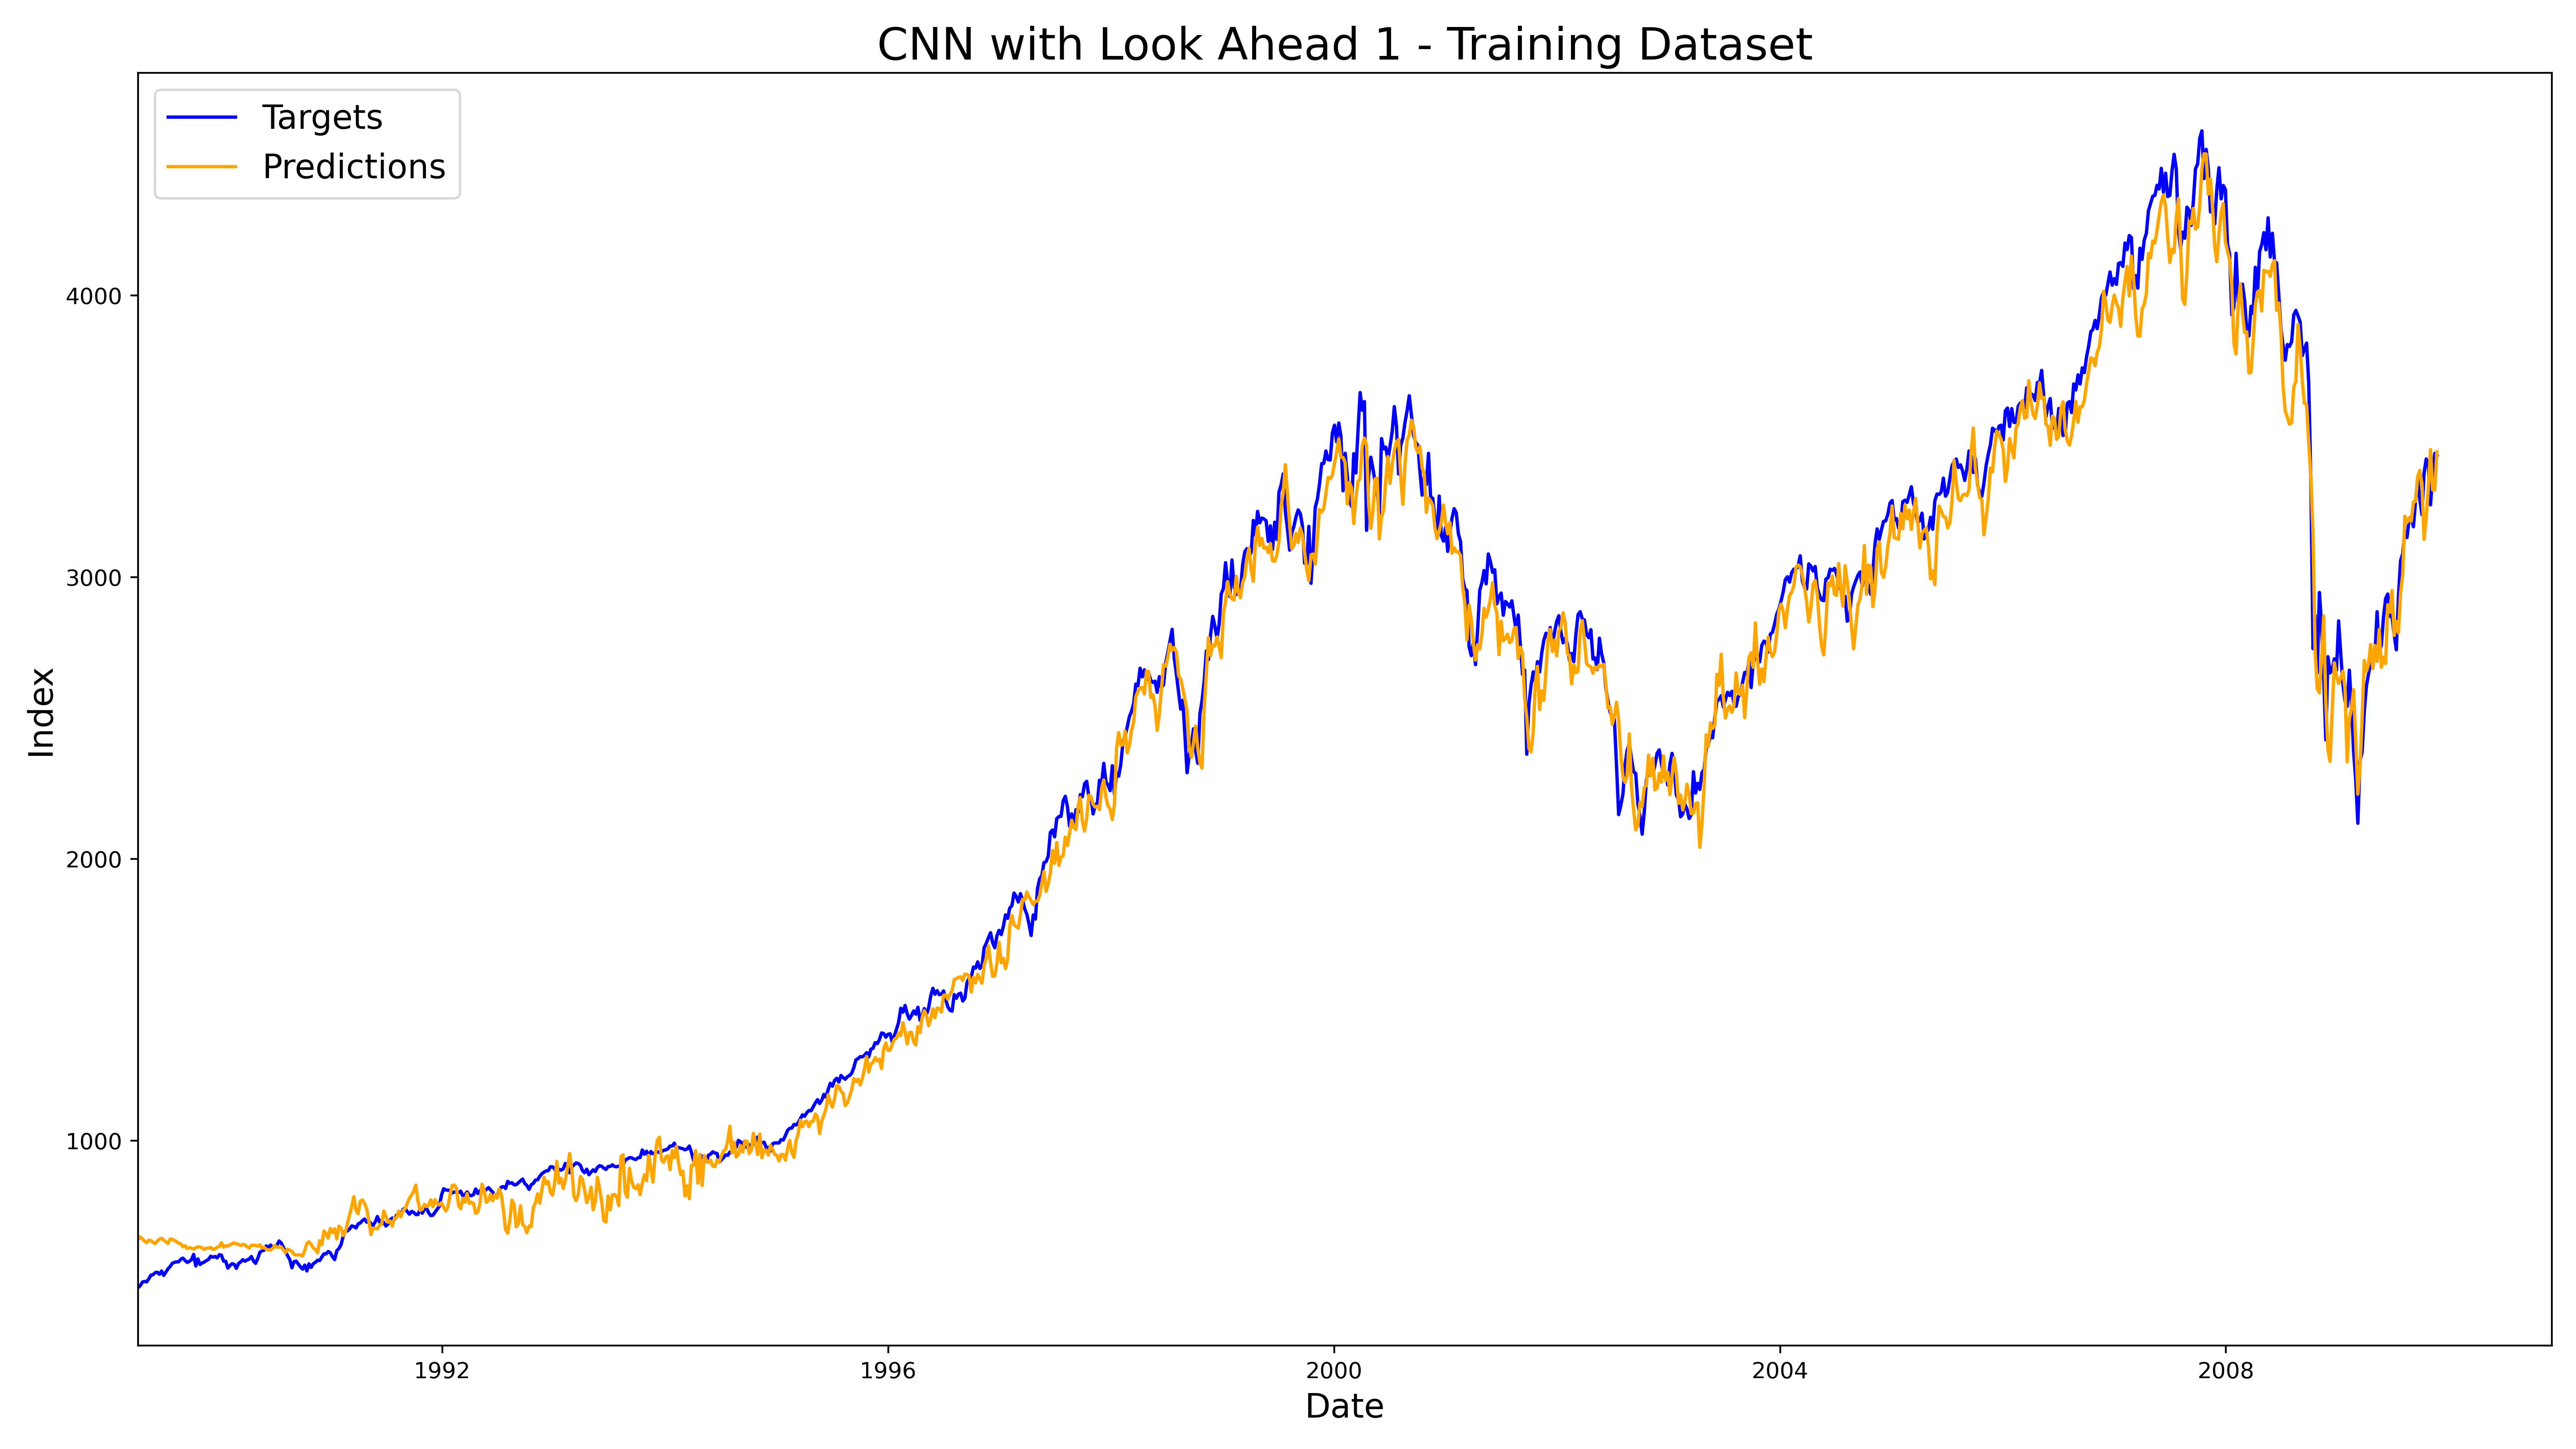 CNN with Look Ahead 1 - Training Dataset
Targets
Predictions
4000
3000
2000
1000
Index
1992
1996
2000
2004
2008
Date